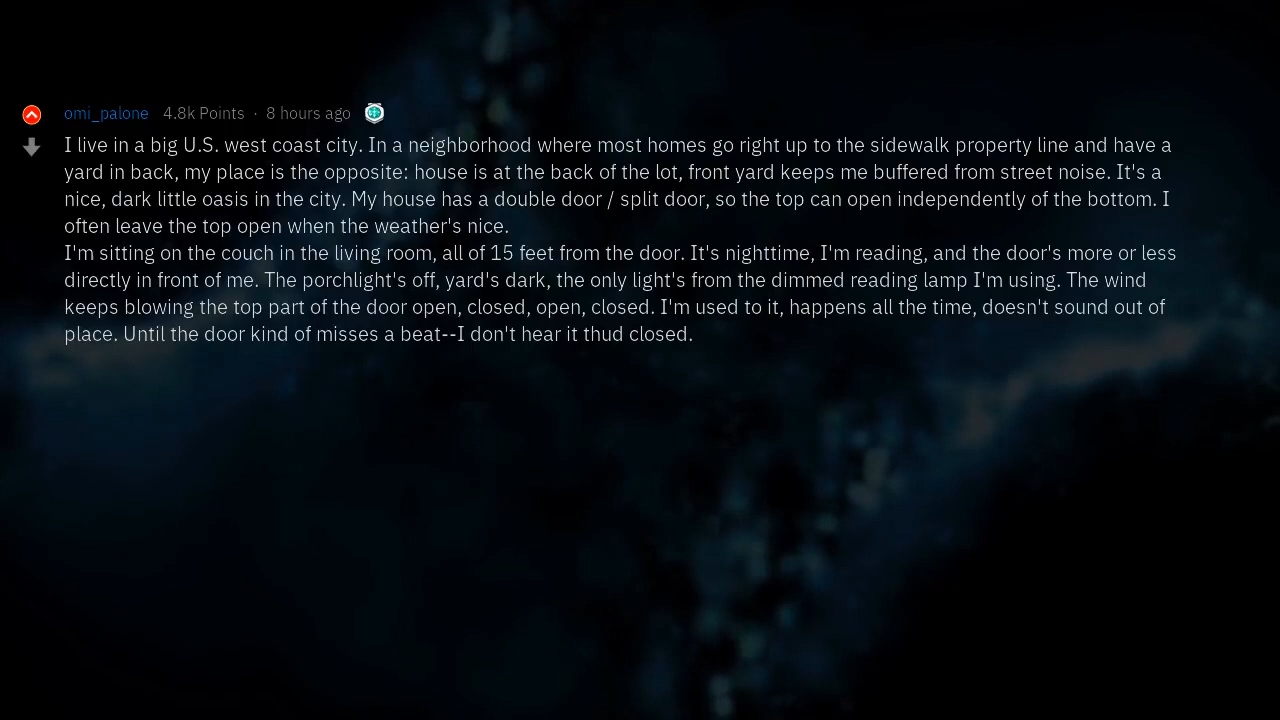 omi_palone 4.8k Points · 8 hours ago
I live in a big U.S. west coast city. In a neighborhood where most homes go right up to the sidewalk property line and have a
yard in back, my place is the opposite: house is at the back of the lot, front yard keeps me buffered from street noise. It's a
nice, dark little oasis in the city. My house has a double door / split door, so the top can open independently of the bottom. I
often leave the top open when the weather's nice.
I'm sitting on the couch in the living room, all of 15 feet from the door. It's nighttime, I'm reading, and the door's more or less
directly in front of me. The porchlight's off, yard's dark, the only light's from the dimmed reading lamp I'm using. The wind
keeps blowing the top part of the door open, closed, open, closed. I'm used to it, happens all the time, doesn't sound out of
place. Until the door kind of misses a beat--I don't hear it thud closed.